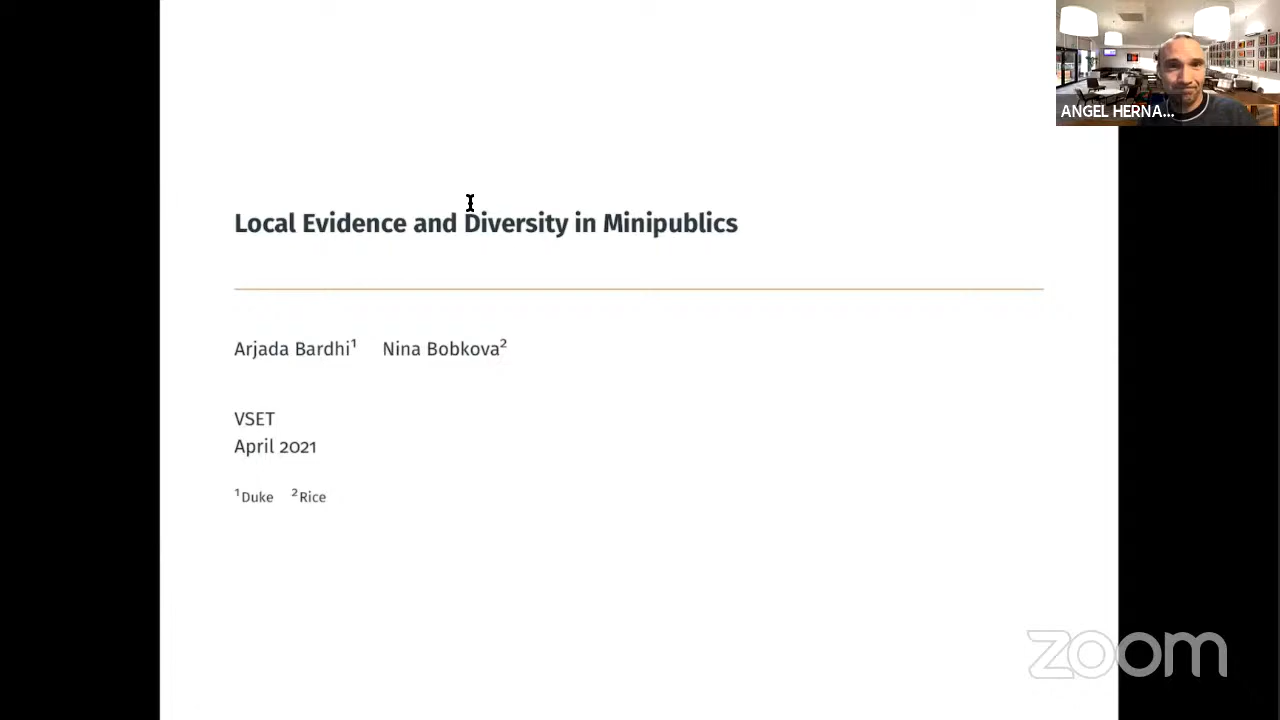 ANGEL HERNA...
Local Evidence and Diversity in Minipublics
Arjada Bardhi¹ Nina Bobkova²
VSET
April 2021
¹Duke ²Rice
zoom